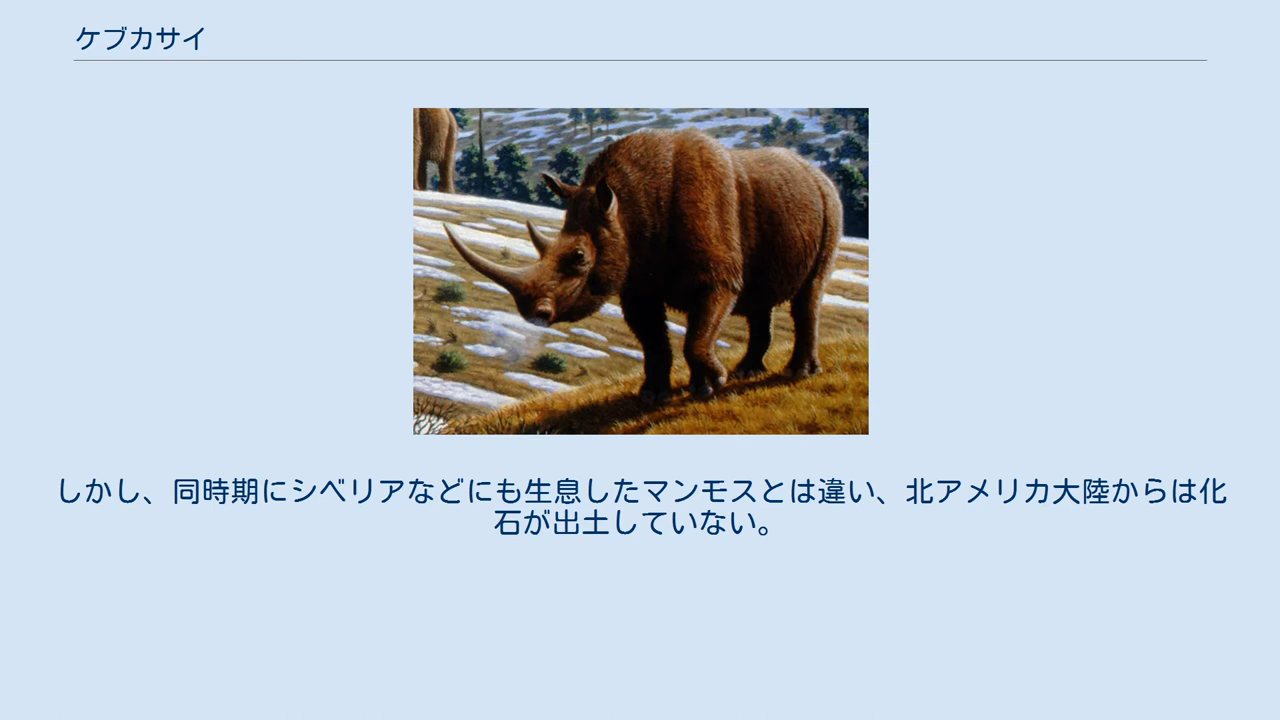 ケブカサイ
しかし、同時期にシベリアなどにも生息したマンモスとは違い、北アメリカ大陸からは化
石が出土していない。